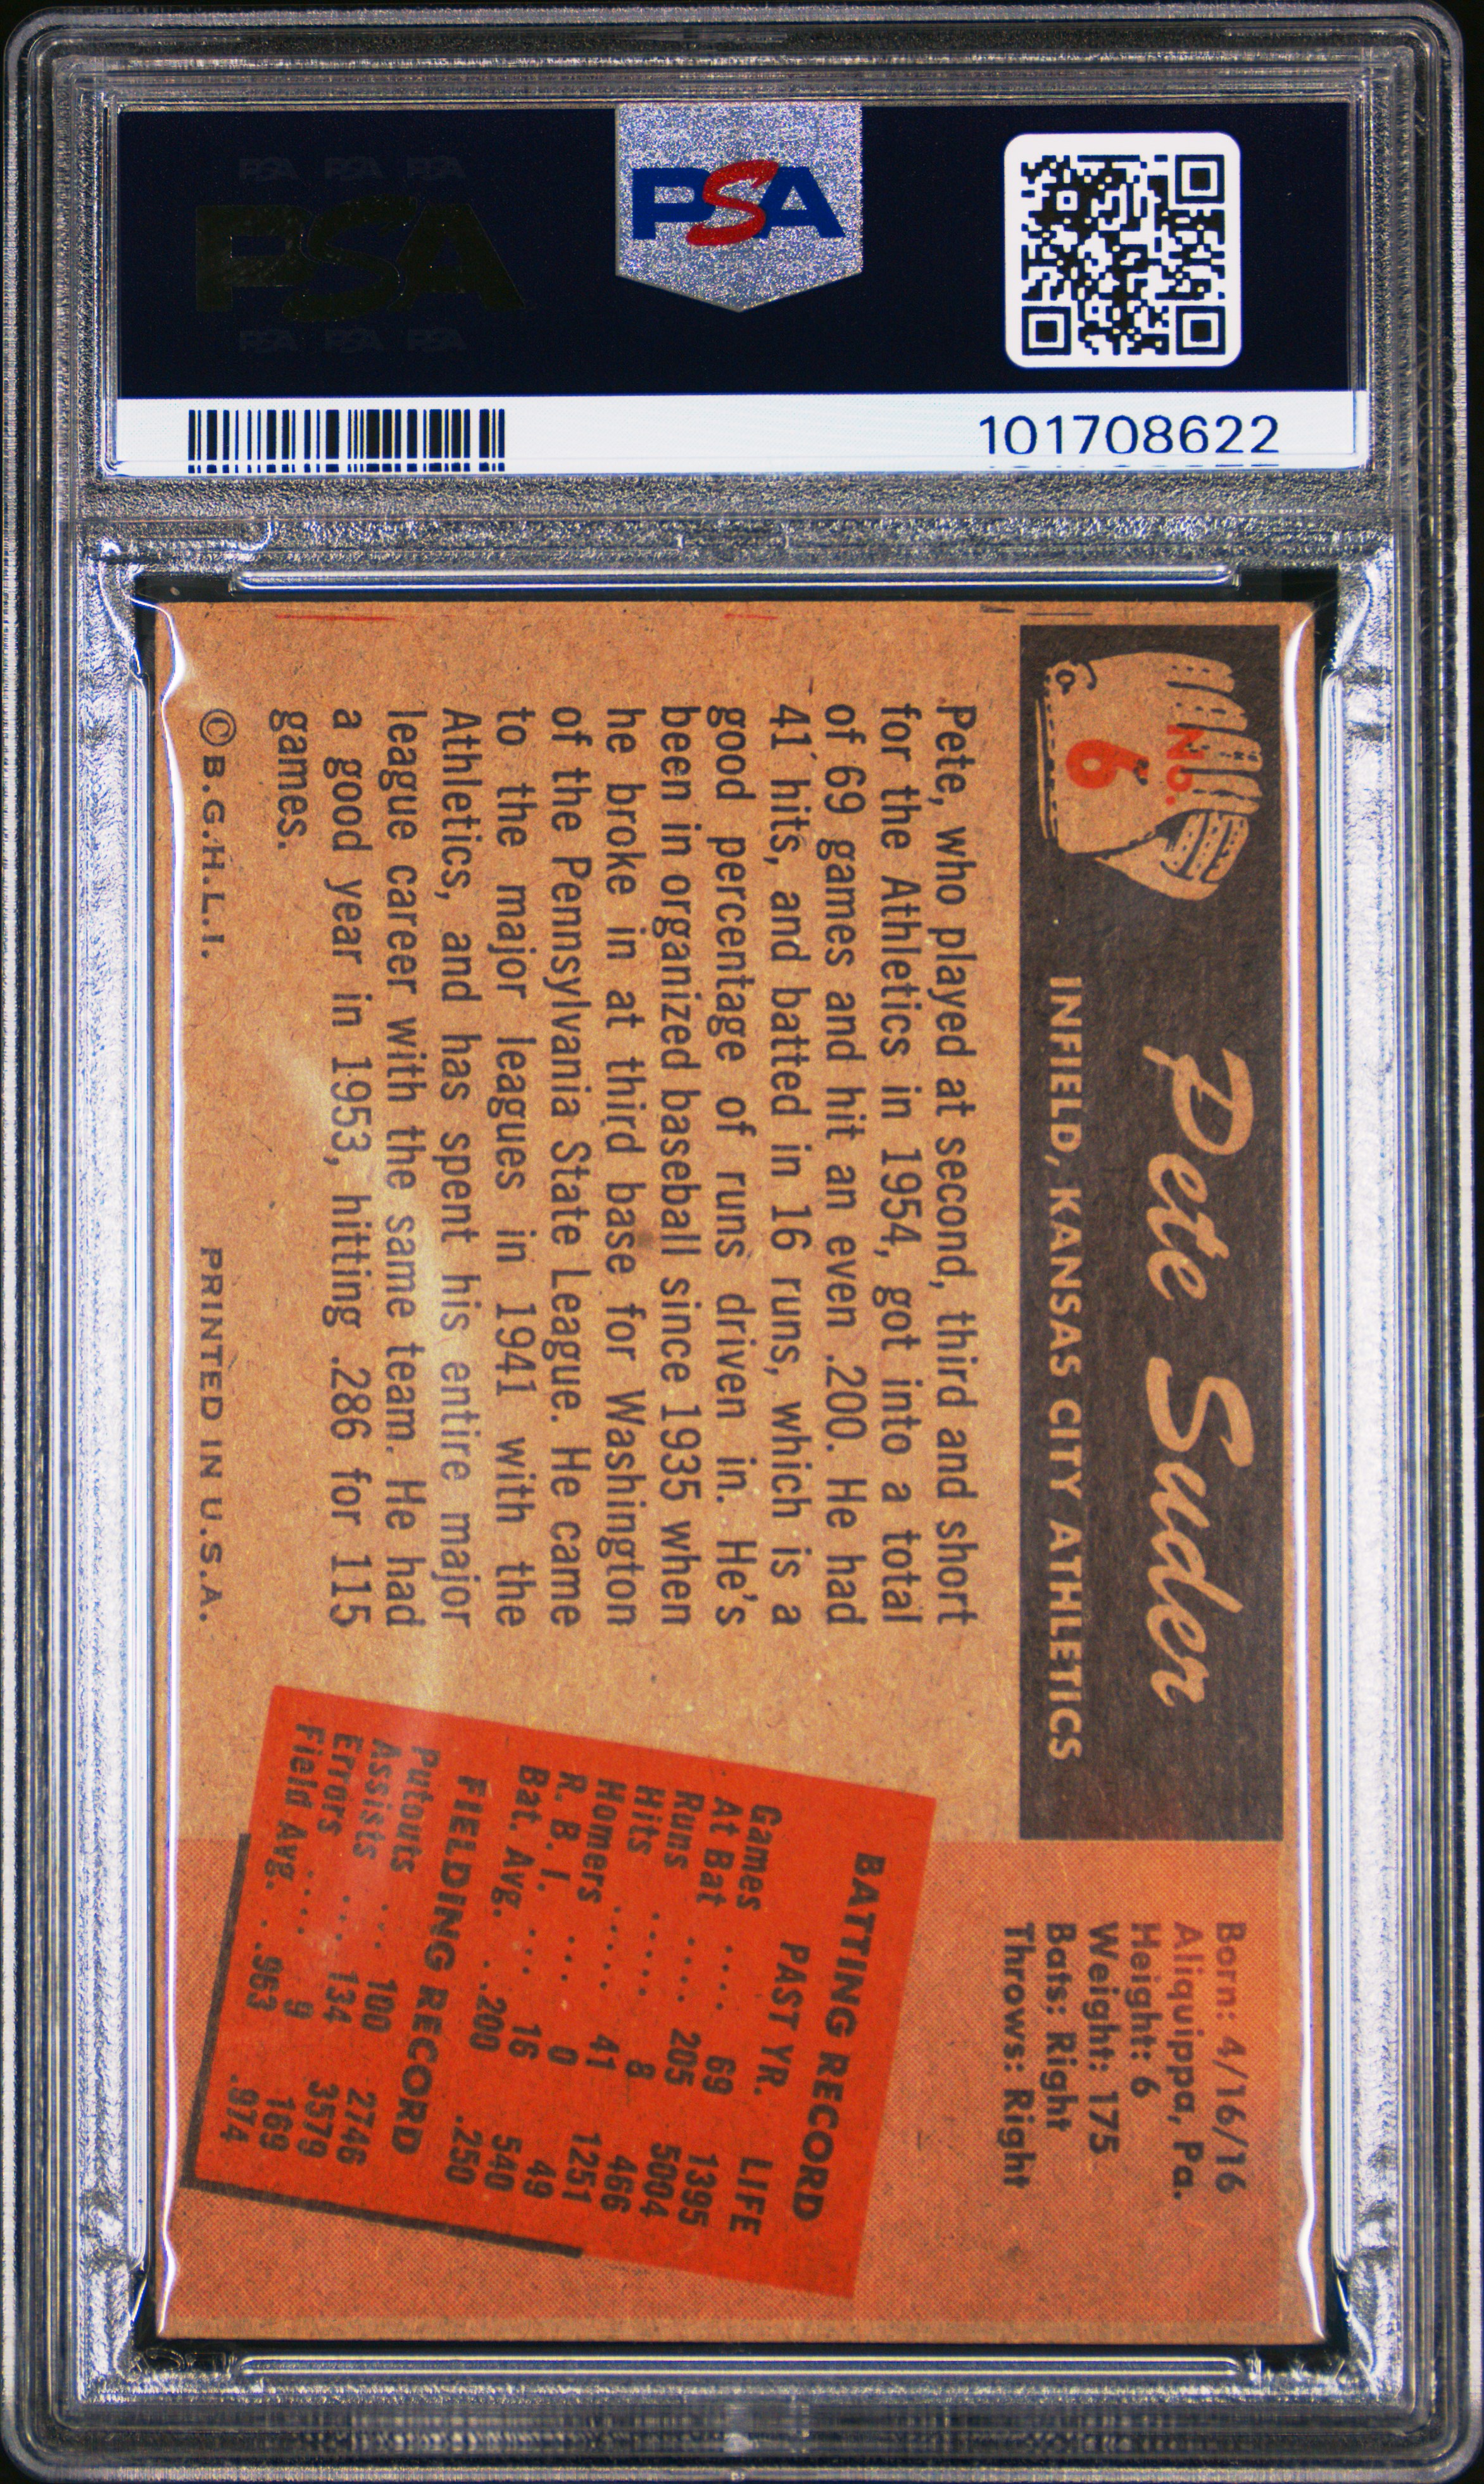 PSA PSA PSA
PSA
PSA PSA PSA
PSA
101708622
No.
6
Pete Suder
INFIELD, KANSAS CITY ATHLETICS
Born: 4/16/16
Aliquippa, Pa.
Height: 6
Weight: 175
Bats: Right
Throws: Right
Pete, who played at second, third and short
for the Athletics in 1954, got into a total
of 69 games and hit an even .200. He had
41 hits, and batted in 16 runs, which is a
good percentage of runs driven in. He's
been in organized baseball since 1935 when
he broke in at third base for Washington
of the Pennsylvania State League. He came
to the major leagues in 1941 with the
Athletics, and has spent his entire major
league career with the same team. He had
a good year in 1953, hitting .286 for 115
games.
© B.G.H.L.I. PRINTED IN U.S.A.
BATTING RECORD
PAST YR. LIFE
Games .... 69 1395
At Bat .... 205 5004
Runs ..... 8 466
Hits ...... 41 1251
Homers ... 0 49
R. B. I. ... 16 540
Bat. Avg. . .200 .250
FIELDING RECORD
Putouts ... 100 2746
Assists ... 134 3579
Errors .... 9 169
Field Avg. . .963 .974